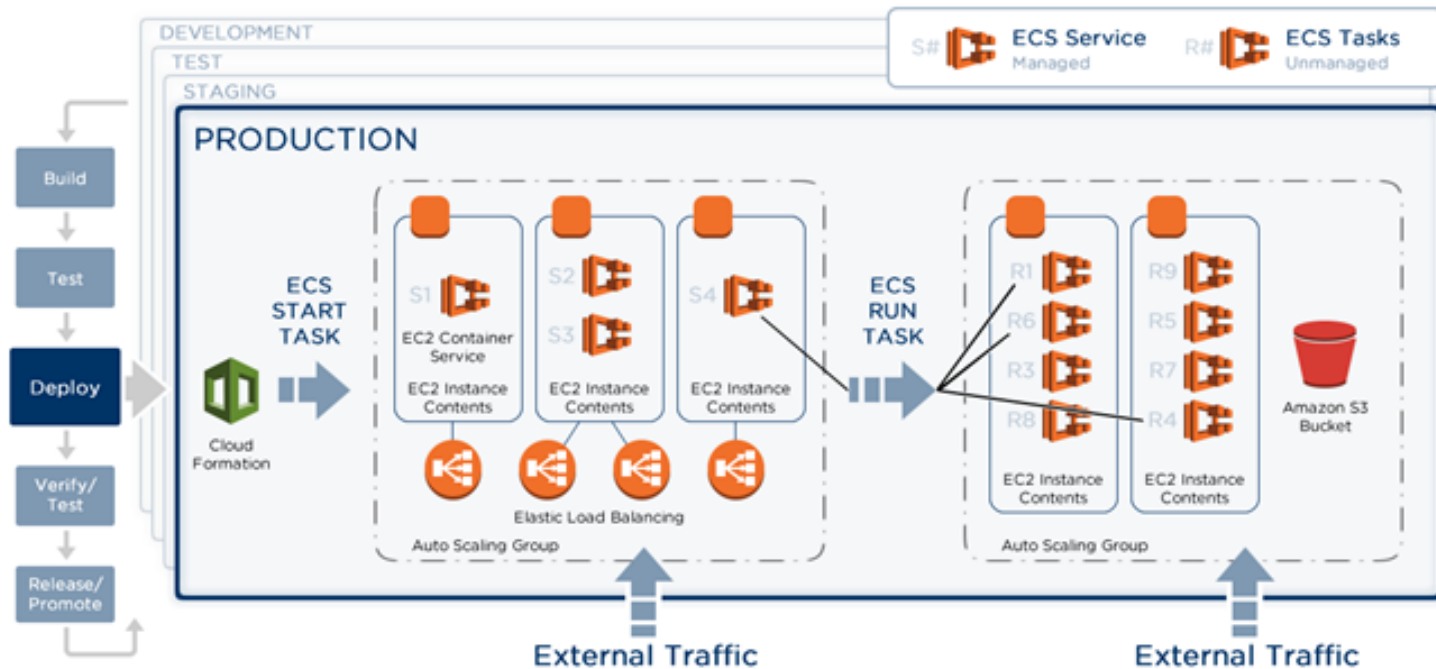 DEVELOPMENT
TEST
STAGING
PRODUCTION
S#
ECS Service
Managed
R#
ECS Tasks
Unmanaged
Build
Test
Deploy
Verify/
Test
Release/
Promote
Cloud
Formation
ECS
START
TASK
S1
EC2 Container
Service
EC2 Instance
Contents
S2
S3
EC2 Instance
Contents
S4
EC2 Instance
Contents
Elastic Load Balancing
Auto Scaling Group
ECS
RUN
TASK
R1
R6
R3
R8
EC2 Instance
Contents
R9
R5
R7
R4
EC2 Instance
Contents
Amazon S3
Bucket
Auto Scaling Group
External Traffic
External Traffic